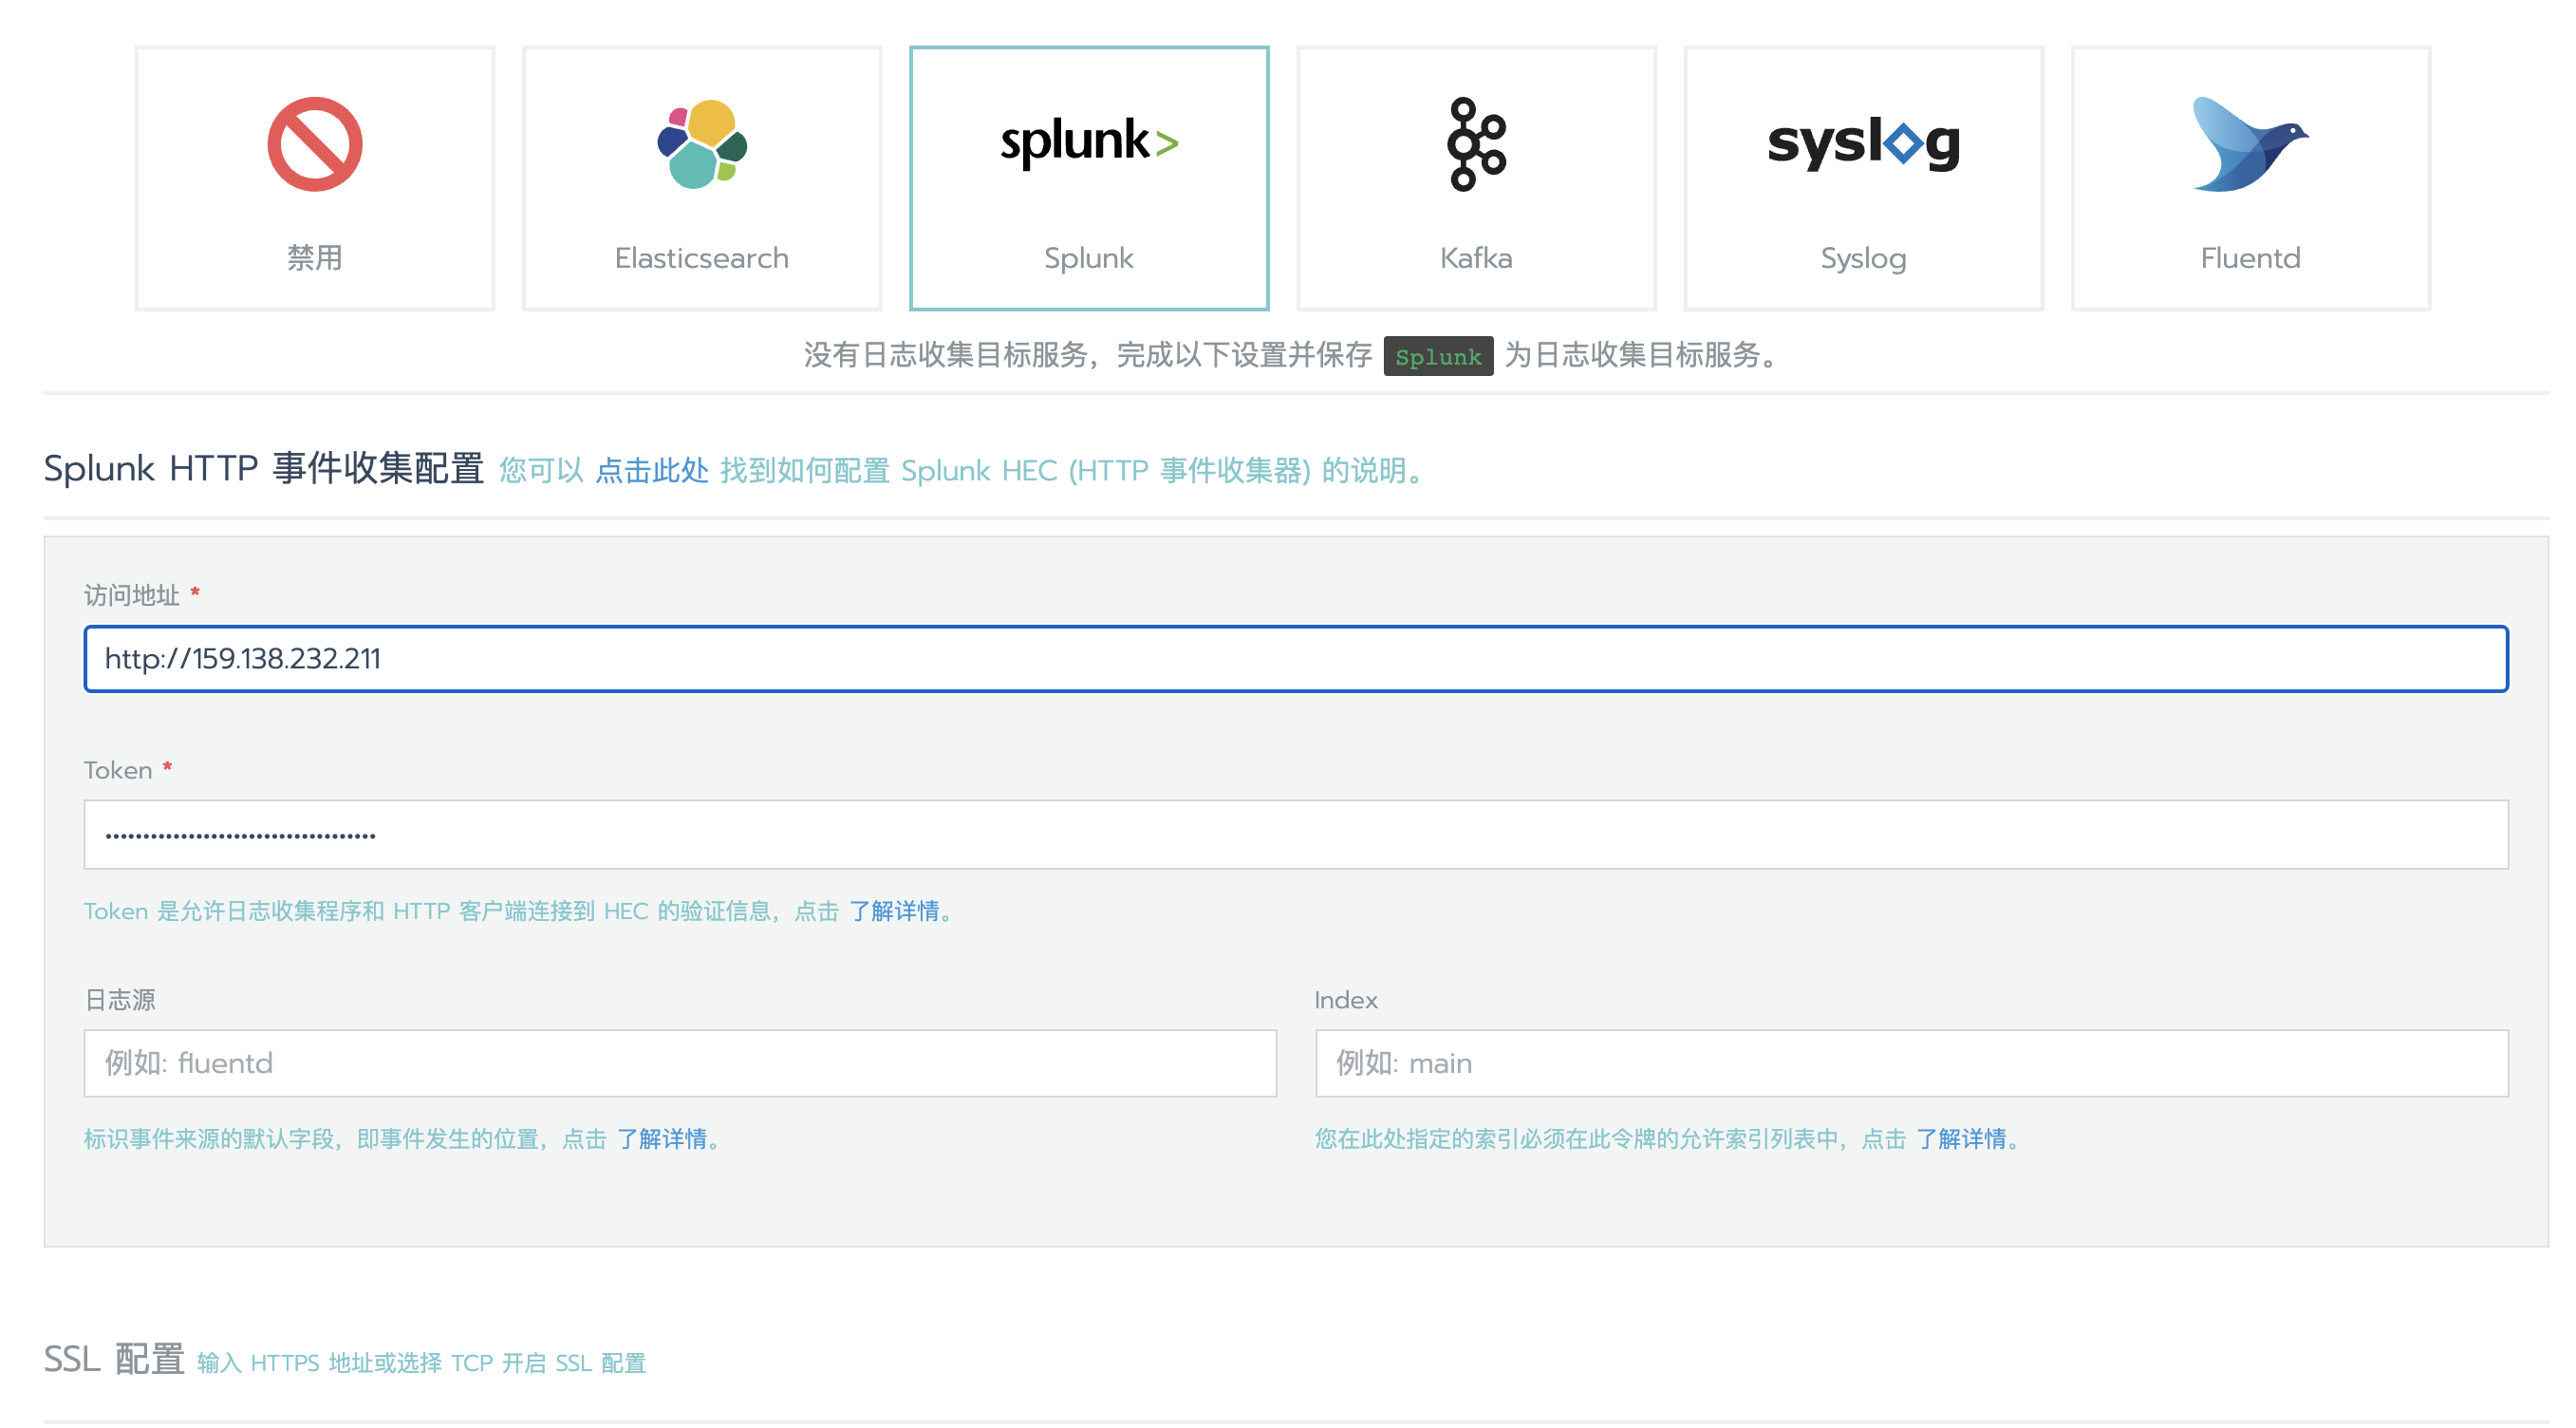 splunk>
syslog
禁用
Elasticsearch
Splunk
Kafka
Syslog
Fluentd
没有日志收集目标服务，完成以下设置并保存 Splunk 为日志收集目标服务。
Splunk HTTP 事件收集配置 您可以 点击此处 找到如何配置 Splunk HEC (HTTP 事件收集器) 的说明。
访问地址 *
http://159.138.232.211
Token *
••••••••••••••••••••••••••••••••••••
Token 是允许日志收集程序和 HTTP 客户端连接到 HEC 的验证信息，点击 了解详情。
日志源
Index
例如: fluentd
例如: main
标识事件来源的默认字段，即事件发生的位置，点击 了解详情。
您在此处指定的索引必须在此令牌的允许索引列表中，点击 了解详情。
SSL 配置 输入 HTTPS 地址或选择 TCP 开启 SSL 配置